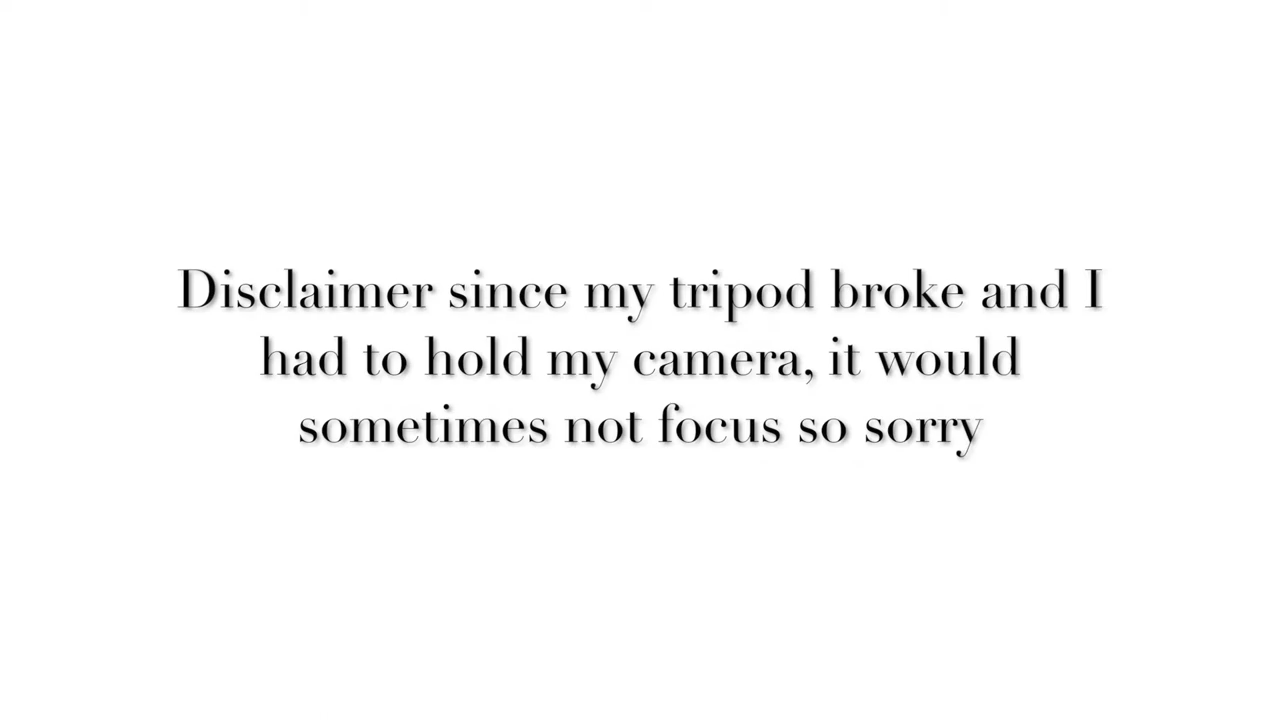 Disclaimer since my tripod broke and I
had to hold my camera, it would
sometimes not focus so sorry